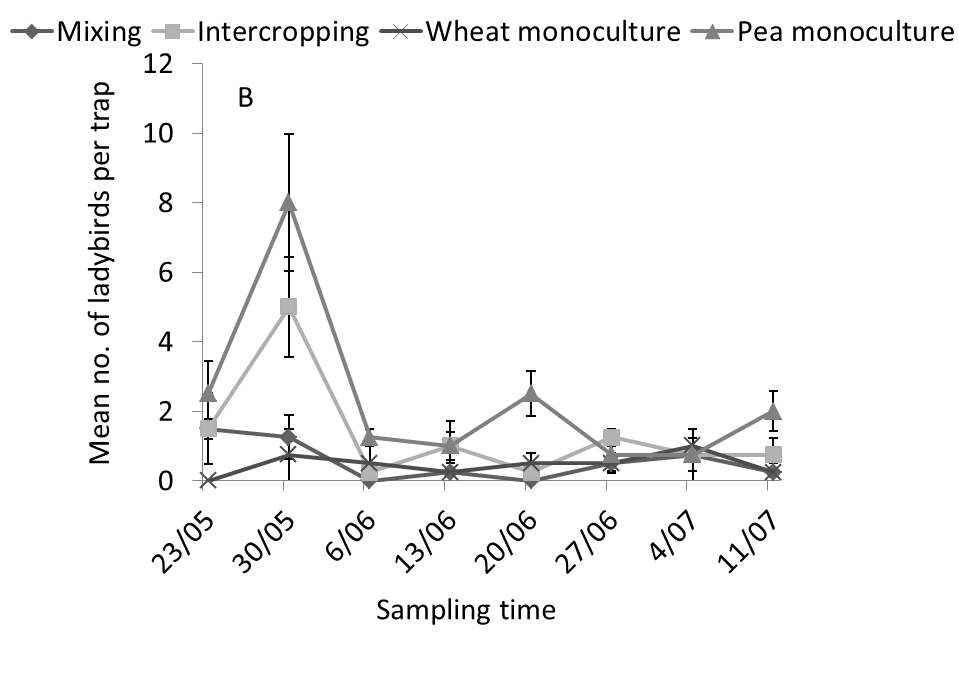 Mixing Intercropping Wheat monoculture Pea monoculture
12
B
10
8
6
4
2
0
Mean no. of ladybirds per trap
23/05 30/05 6/06 13/06 20/06 27/06 4/07 11/07
Sampling time